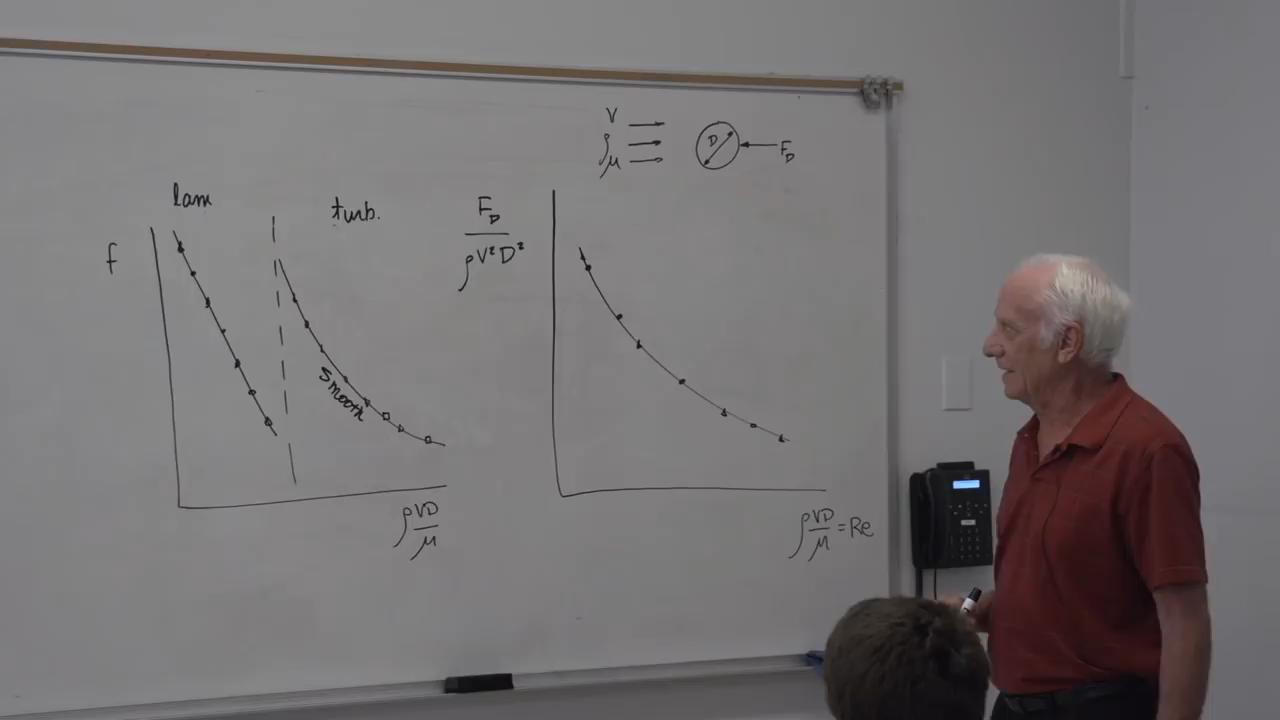 V
ρ
μ
D
F_D
lam
turb.
f
smooth
ρVD/μ
F_D/ρV²D²
ρVD/μ = Re